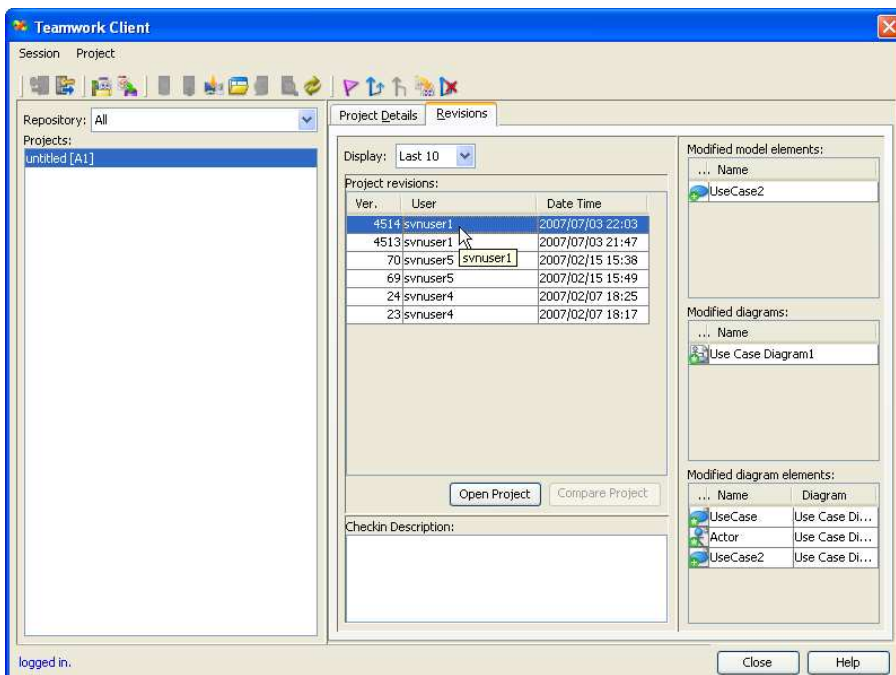 Teamwork Client
Session Project
Repository: All
Projects:
untitled [A1]
Project Details Revisions
Display: Last 10
Project revisions:
Ver. User Date Time
4514 svnuser1 2007/07/03 22:03
4513 svnuser1 2007/07/03 21:47
svnuser1
70 svnuser5 2007/02/15 15:38
69 svnuser5 2007/02/15 15:49
24 svnuser4 2007/02/07 18:25
23 svnuser4 2007/02/07 18:17
Open Project Compare Project
Checkin Description:
Modified model elements:
... Name
UseCase2
Modified diagrams:
... Name
Use Case Diagram1
Modified diagram elements:
... Name Diagram
UseCase Use Case Di...
Actor Use Case Di...
UseCase2 Use Case Di...
logged in.
Close Help